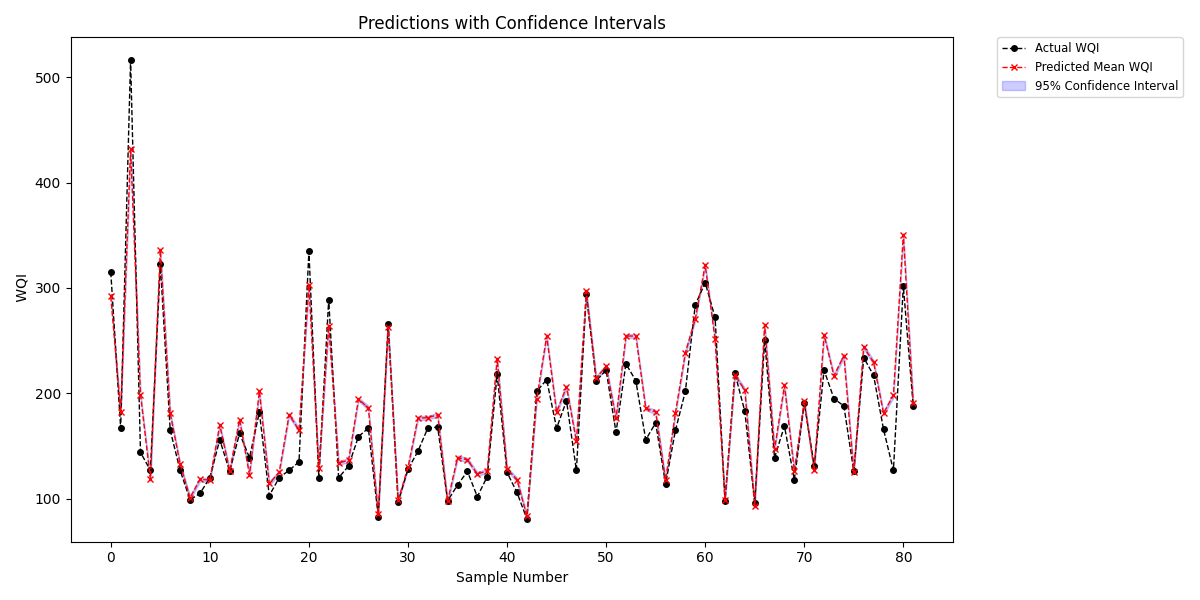 Predictions with Confidence Intervals
Actual WQI
Predicted Mean WQI
95% Confidence Interval
WQI
500
400
300
200
100
0 10 20 30 40 50 60 70 80
Sample Number